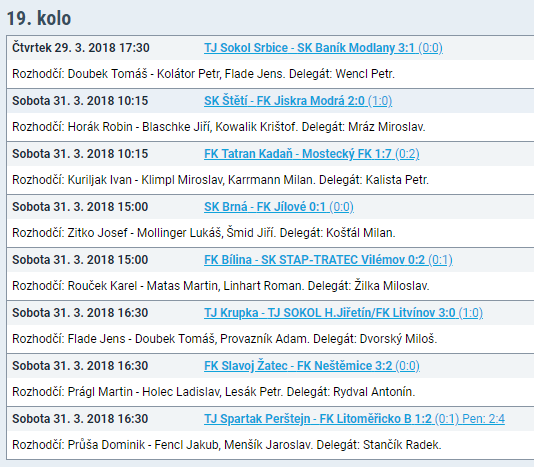 19. kolo
Čtvrtek 29. 3. 2018 17:30 TJ Sokol Srbice - SK Baník Modlany 3:1 (0:0)
Rozhodčí: Doubek Tomáš - Kolátor Petr, Flade Jens. Delegát: Wencl Petr.
Sobota 31. 3. 2018 10:15 SK Štětí - FK Jiskra Modrá 2:0 (1:0)
Rozhodčí: Horák Robin - Blaschke Jiří, Kowalik Krištof. Delegát: Mráz Miroslav.
Sobota 31. 3. 2018 10:15 FK Tatran Kadaň - Mostecký FK 1:7 (0:2)
Rozhodčí: Kuriljak Ivan - Klimpl Miroslav, Karrmann Milan. Delegát: Kalista Petr.
Sobota 31. 3. 2018 15:00 SK Brná - FK Jílové 0:1 (0:0)
Rozhodčí: Zitko Josef - Mollinger Lukáš, Šmid Jiří. Delegát: Košťál Milan.
Sobota 31. 3. 2018 15:00 FK Bílina - SK STAP-TRATEC Vilémov 0:2 (0:1)
Rozhodčí: Rouček Karel - Matas Martin, Linhart Roman. Delegát: Žilka Miloslav.
Sobota 31. 3. 2018 16:30 TJ Krupka - TJ SOKOL H.Jiřetín/FK Litvínov 3:0 (1:0)
Rozhodčí: Flade Jens - Doubek Tomáš, Provazník Adam. Delegát: Dvorský Miloš.
Sobota 31. 3. 2018 16:30 FK Slavoj Žatec - FK Neštěmice 3:2 (0:0)
Rozhodčí: Prágl Martin - Holec Ladislav, Lesák Petr. Delegát: Rydval Antonín.
Sobota 31. 3. 2018 16:30 TJ Spartak Perštejn - FK Litoměřicko B 1:2 (0:1) Pen: 2:4
Rozhodčí: Průša Dominik - Fencl Jakub, Menšík Jaroslav. Delegát: Stančík Radek.